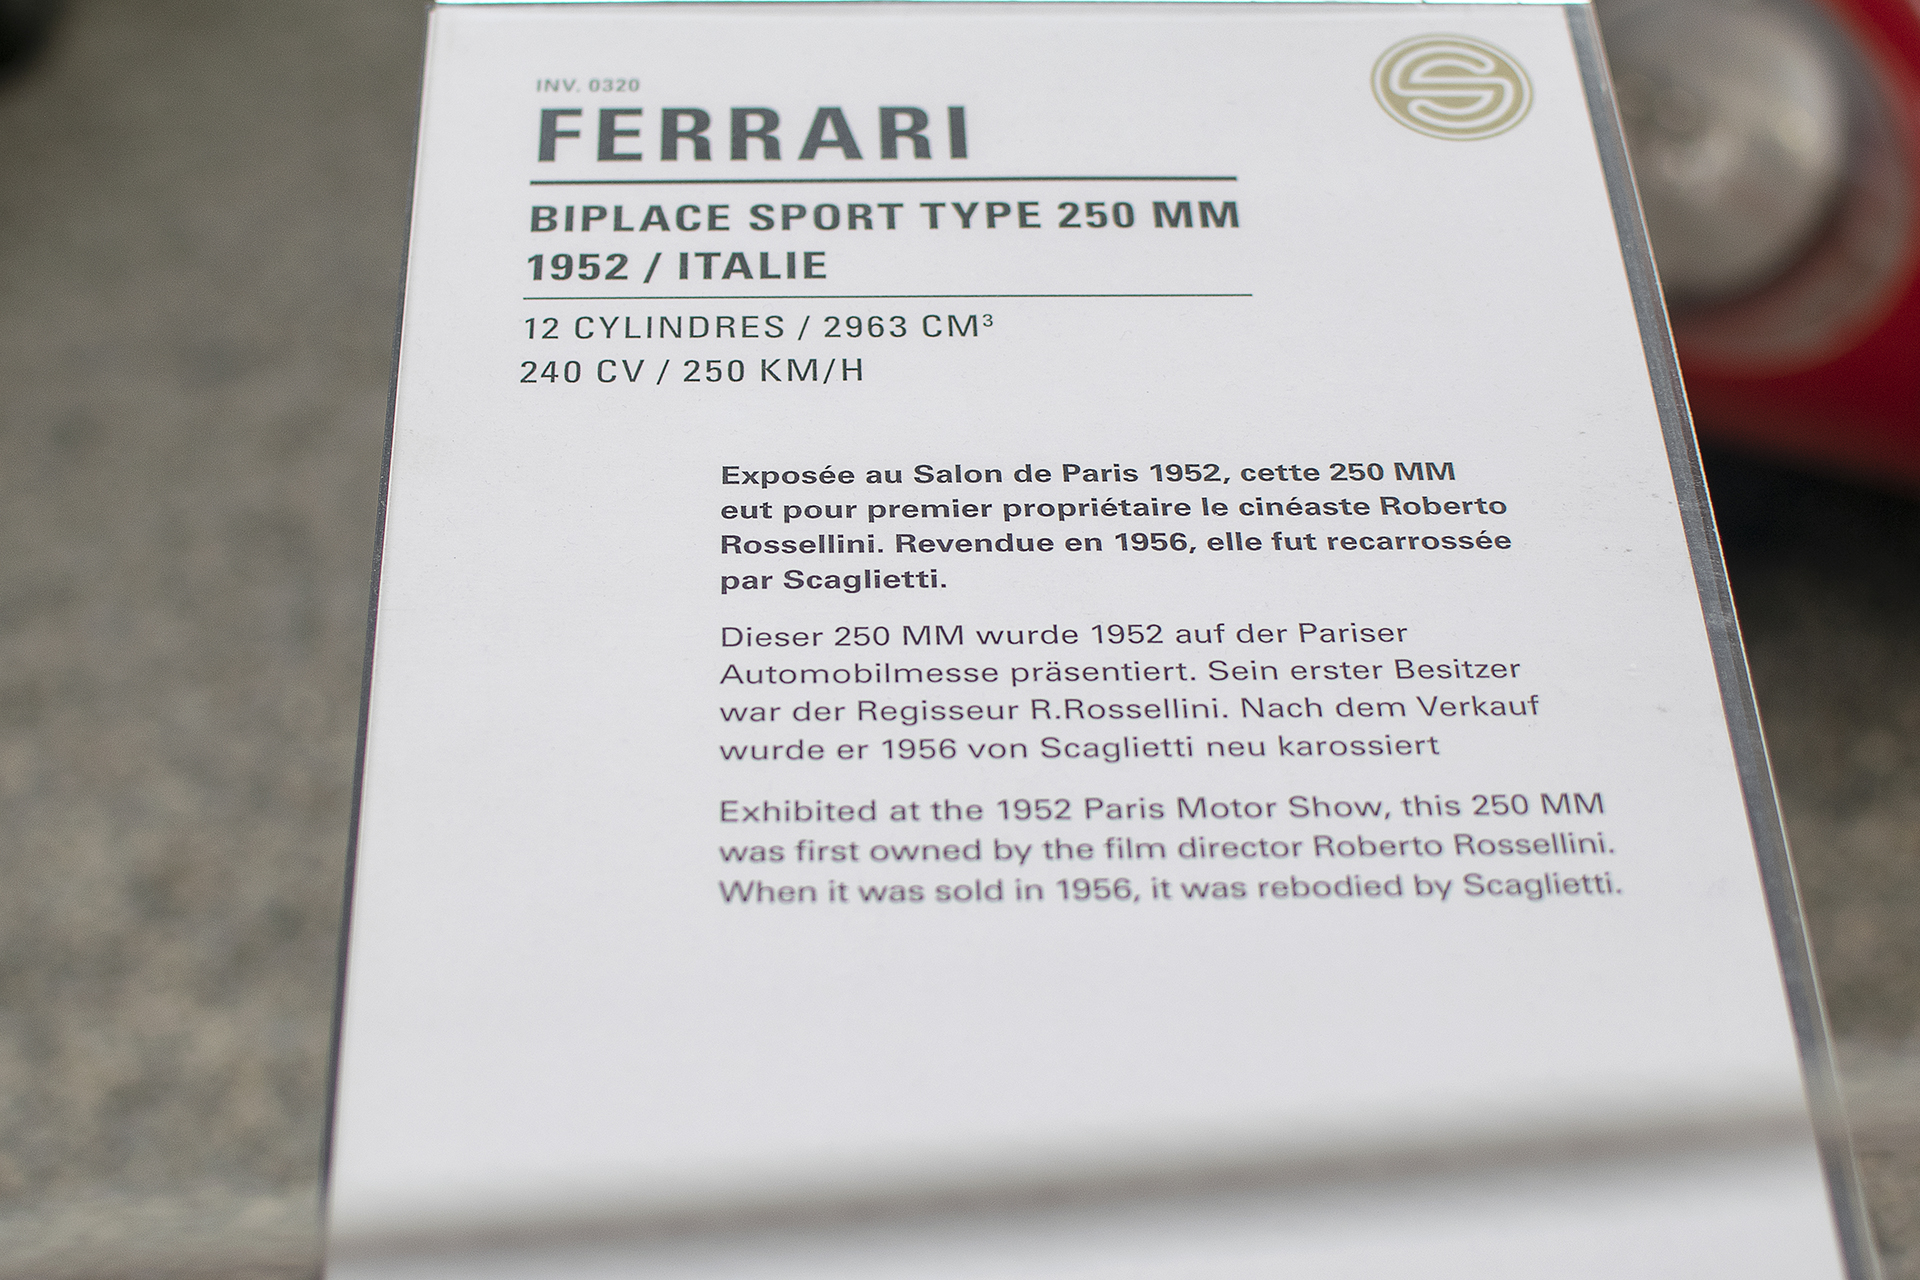 INV. 0320
FERRARI
BIPLACE SPORT TYPE 250 MM
1952 / ITALIE
12 CYLINDRES / 2963 CM³
240 CV / 250 KM/H
Exposée au Salon de Paris 1952, cette 250 MM
eut pour premier propriétaire le cinéaste Roberto
Rossellini. Revendue en 1956, elle fut recarrossée
par Scaglietti.
Dieser 250 MM wurde 1952 auf der Pariser
Automobilmesse präsentiert. Sein erster Besitzer
war der Regisseur R.Rossellini. Nach dem Verkauf
wurde er 1956 von Scaglietti neu karossiert
Exhibited at the 1952 Paris Motor Show, this 250 MM
was first owned by the film director Roberto Rossellini.
When it was sold in 1956, it was rebodied by Scaglietti.